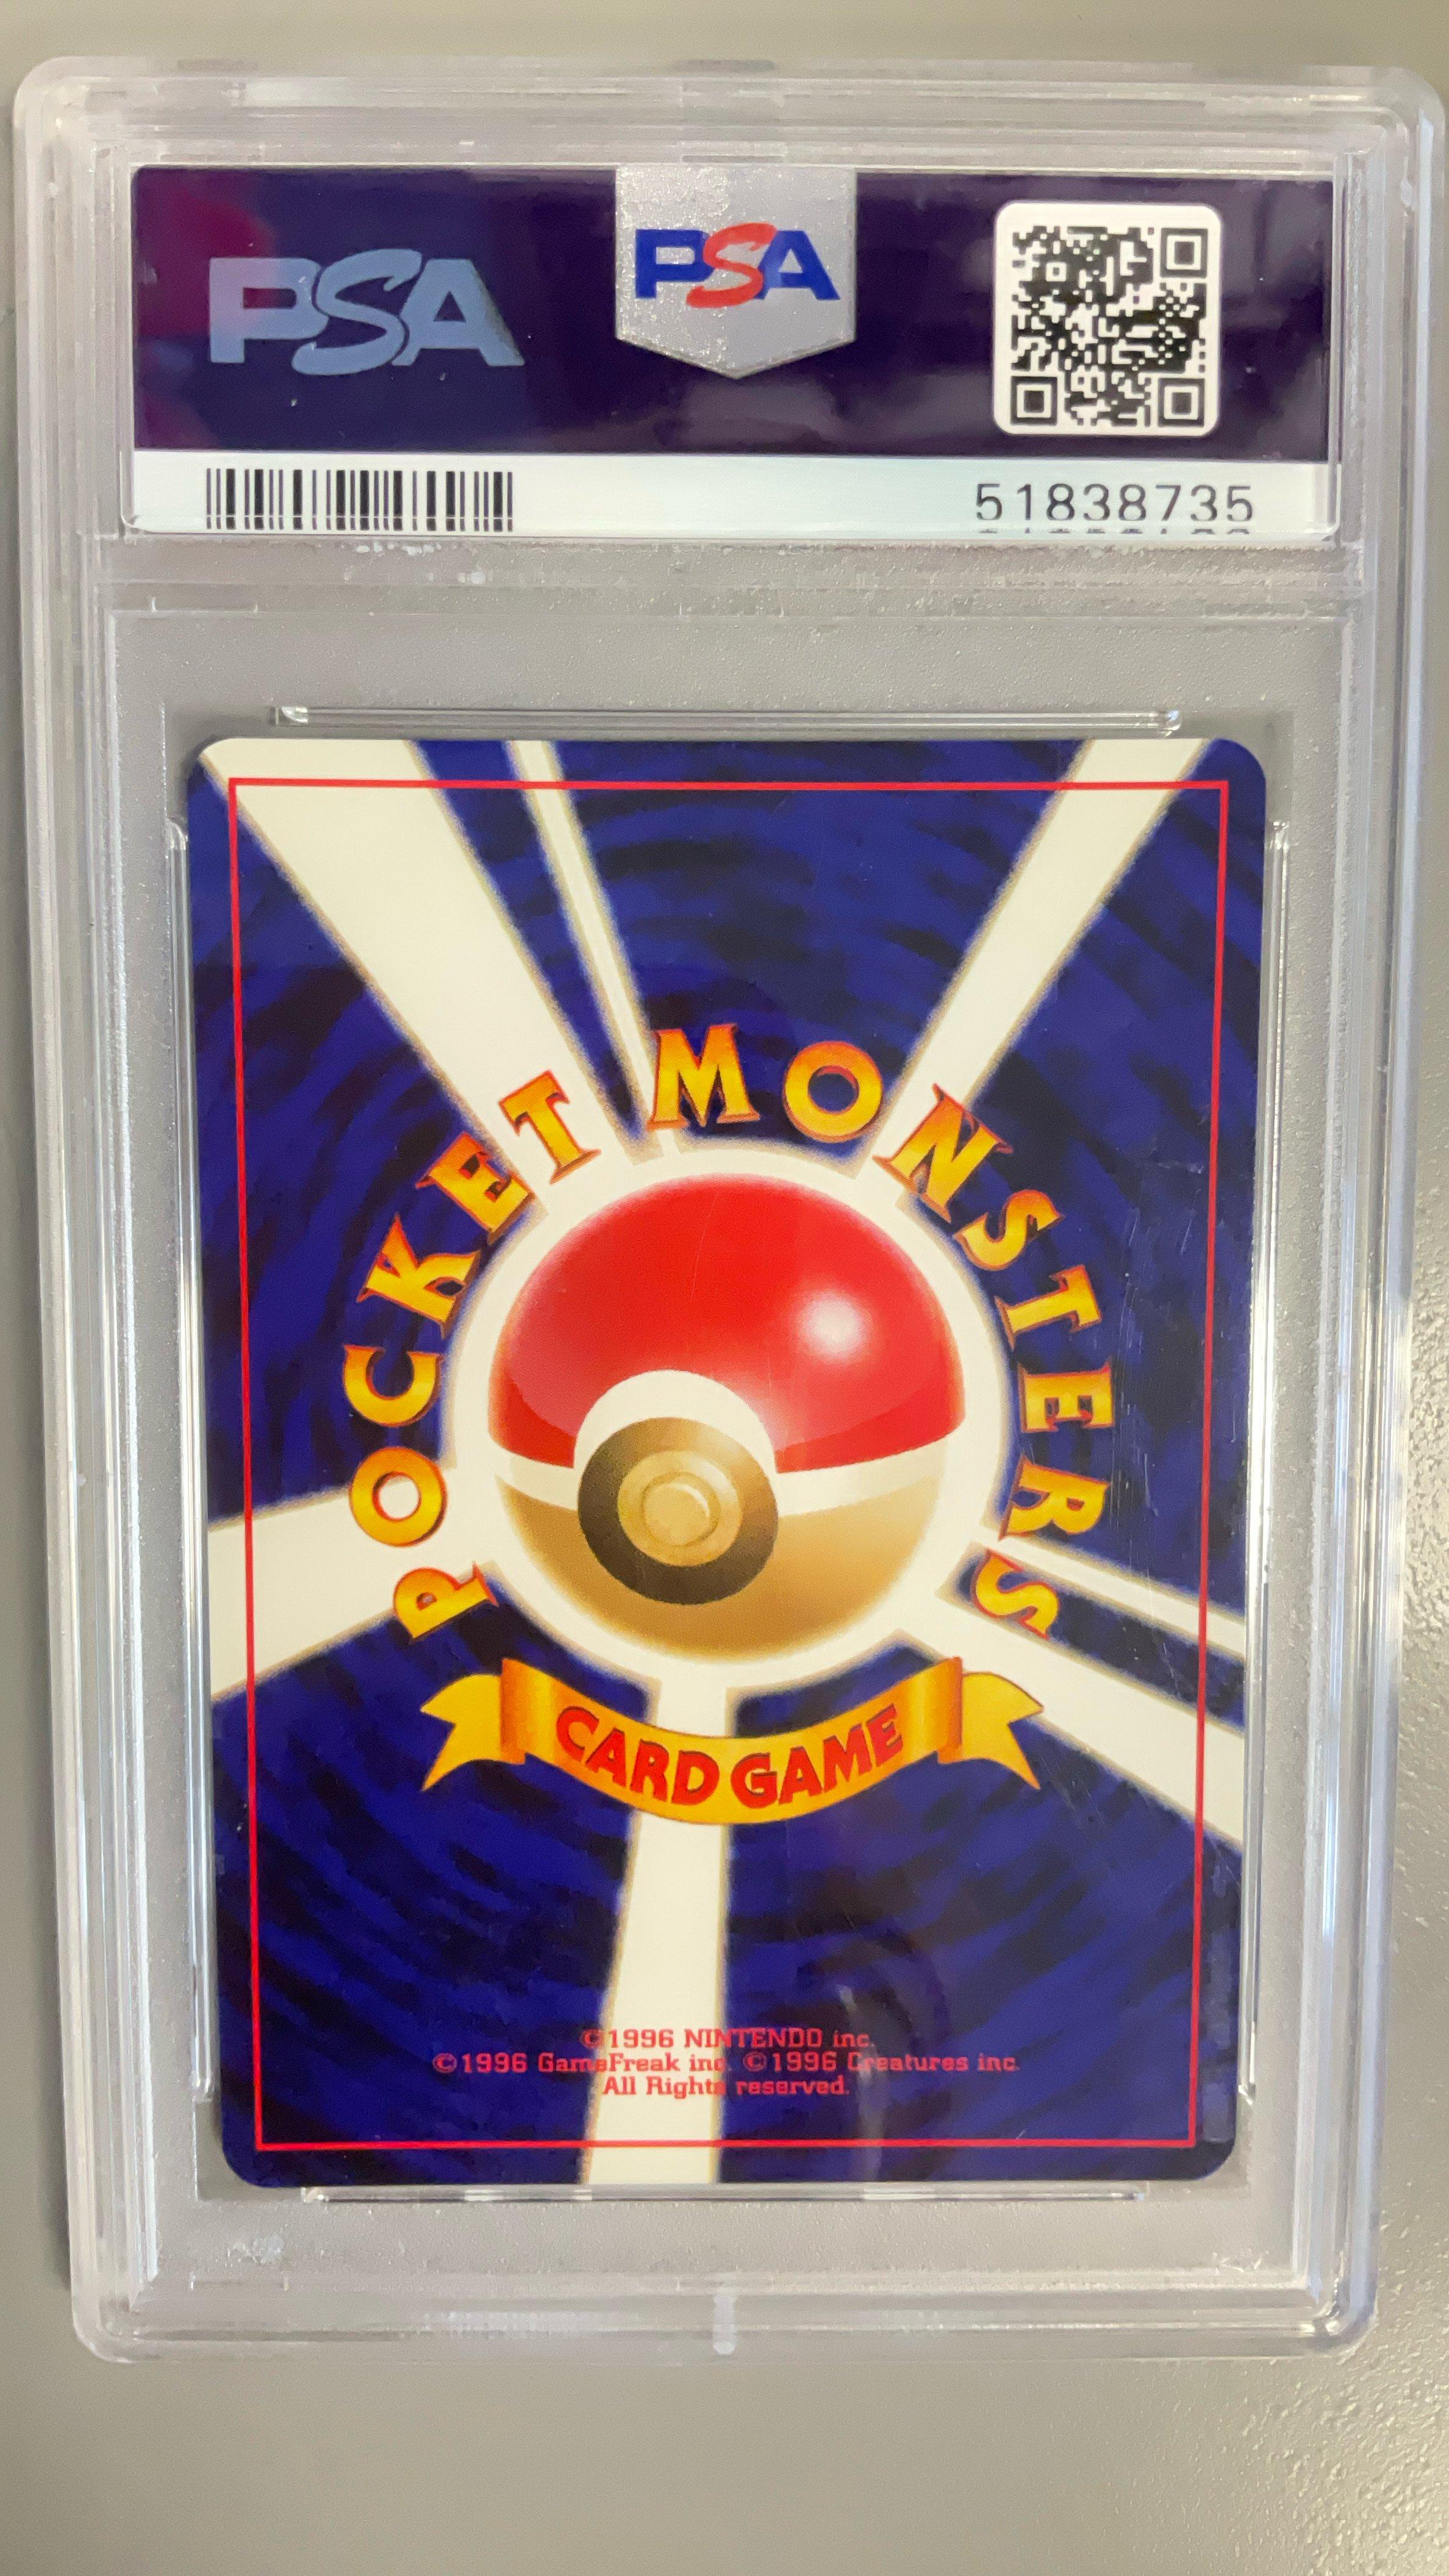 PSA
PSA
51838735
POCKET MONSTERS
CARD GAME
©1996 NINTENDO inc.
©1996 GameFreak inc. ©1996 Creatures inc.
All Rights reserved.